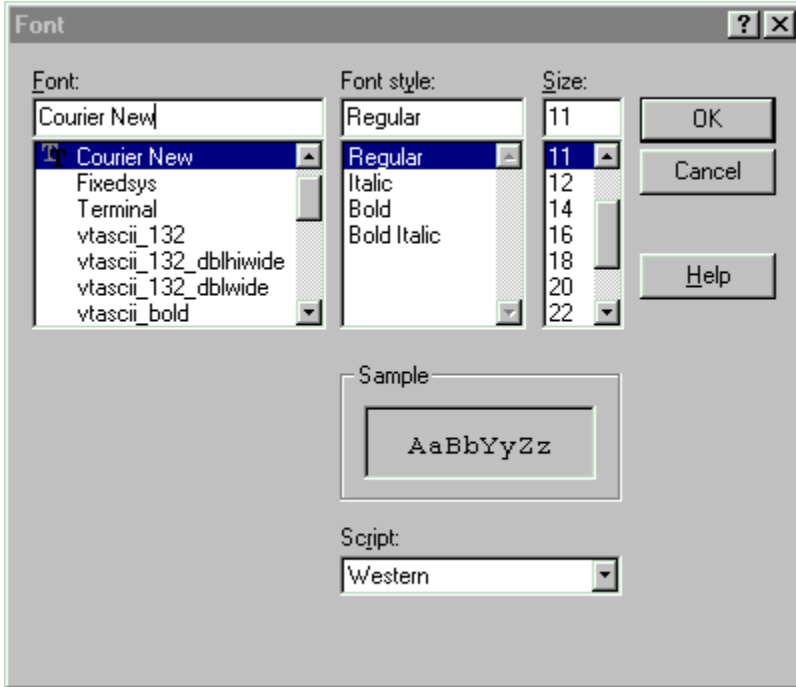 Font
Font:
Font style:
Size:
Courier New
Regular
11
OK
Courier New
Regular
11
Cancel
Fixedsys
Italic
12
Terminal
Bold
14
vtascii_132
Bold Italic
16
vtascii_132_dblhiwide
18
vtascii_132_dblwide
20
Help
vtascii_bold
22
Sample
AaBbYyZz
Script:
Western